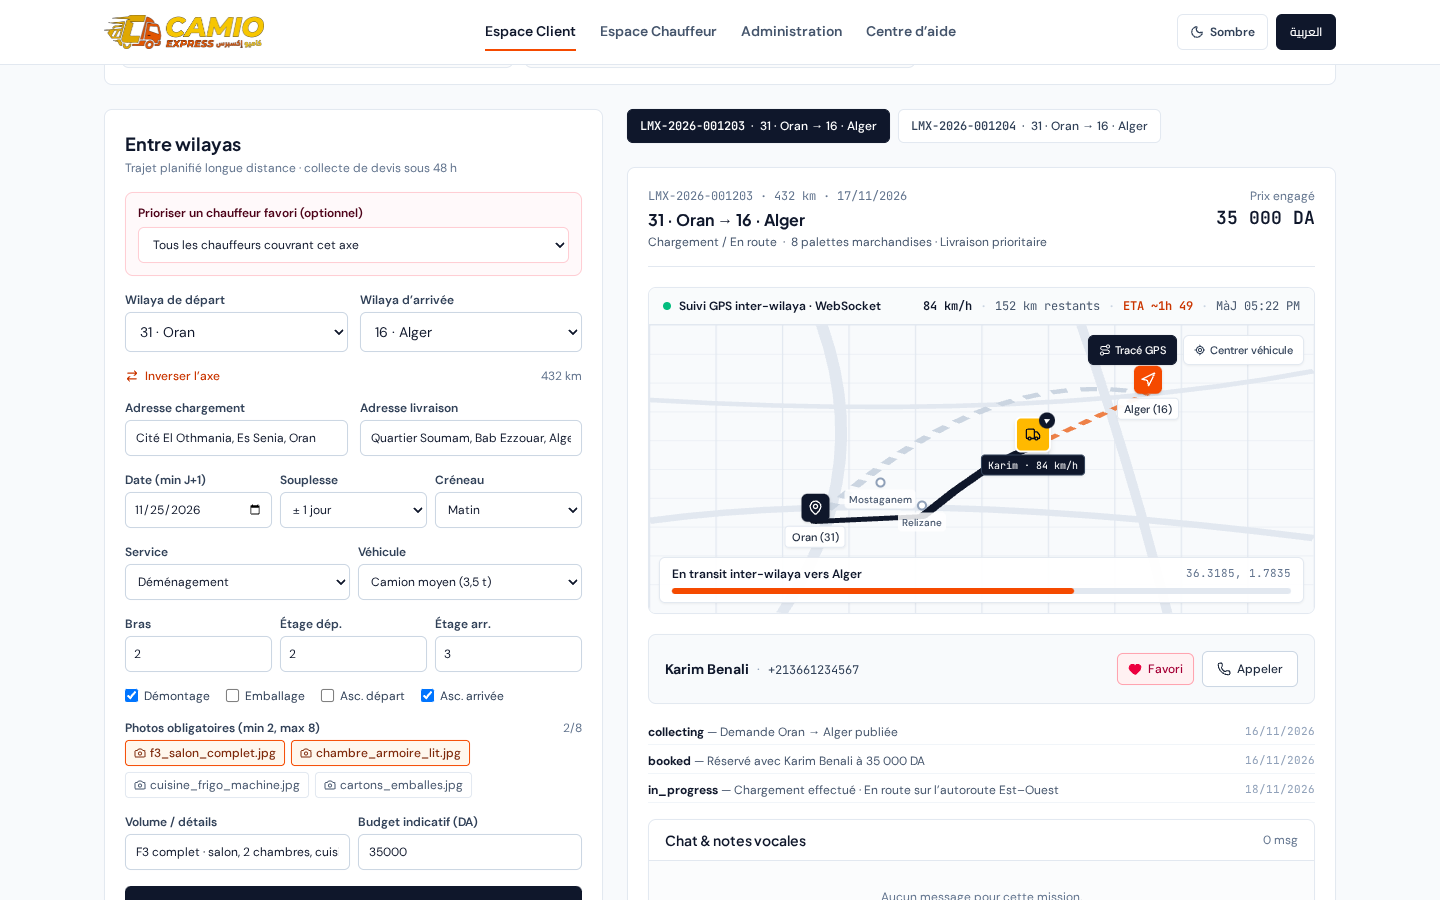 CAMIO
EXPRESS كاميو إكسبرس
Espace Client
Espace Chauffeur
Administration
Centre d’aide
Sombre
العربية
Entre wilayas
Trajet planifié longue distance · collecte de devis sous 48 h
Prioriser un chauffeur favori (optionnel)
Tous les chauffeurs couvrant cet axe
Wilaya de départ
Wilaya d’arrivée
31 · Oran
16 · Alger
Inverser l’axe
432 km
Adresse chargement
Adresse livraison
Cité El Othmania, Es Senia, Oran
Quartier Soumam, Bab Ezzouar, Alge
Date (min J+1)
Souplesse
Créneau
11/25/2026
± 1 jour
Matin
Service
Véhicule
Déménagement
Camion moyen (3,5 t)
Bras
Étage dép.
Étage arr.
2
2
3
Démontage
Emballage
Asc. départ
Asc. arrivée
Photos obligatoires (min 2, max 8)
2/8
f3_salon_complet.jpg
chambre_armoire_lit.jpg
cuisine_frigo_machine.jpg
cartons_emballes.jpg
Volume / détails
Budget indicatif (DA)
F3 complet · salon, 2 chambres, cuis
35000
LMX-2026-001203 · 31 · Oran → 16 · Alger
LMX-2026-001204 · 31 · Oran → 16 · Alger
LMX-2026-001203 · 432 km · 17/11/2026
Prix engagé
31 · Oran → 16 · Alger
35 000 DA
Chargement / En route · 8 palettes marchandises · Livraison prioritaire
Suivi GPS inter-wilaya · WebSocket
84 km/h · 152 km restants · ETA ~1h 49 · MàJ 05:22 PM
Tracé GPS
Centrer véhicule
Alger (16)
Karim · 84 km/h
Mostaganem
Relizane
Oran (31)
En transit inter-wilaya vers Alger
36.3185, 1.7835
Karim Benali · +213661234567
Favori
Appeler
collecting — Demande Oran → Alger publiée
16/11/2026
booked — Réservé avec Karim Benali à 35 000 DA
16/11/2026
in_progress — Chargement effectué · En route sur l’autoroute Est–Ouest
18/11/2026
Chat & notes vocales
0 msg
Aucun message pour cette mission